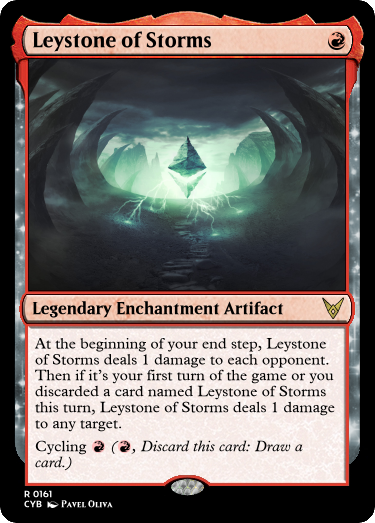 Leystone of Storms
Legendary Enchantment Artifact
At the beginning of your end step, Leystone
of Storms deals 1 damage to each opponent.
Then if it's your first turn of the game or you
discarded a card named Leystone of Storms
this turn, Leystone of Storms deals 1 damage
to any target.
Cycling (, Discard this card: Draw a
card.)
R 0161
CYB PAVEL OLIVA